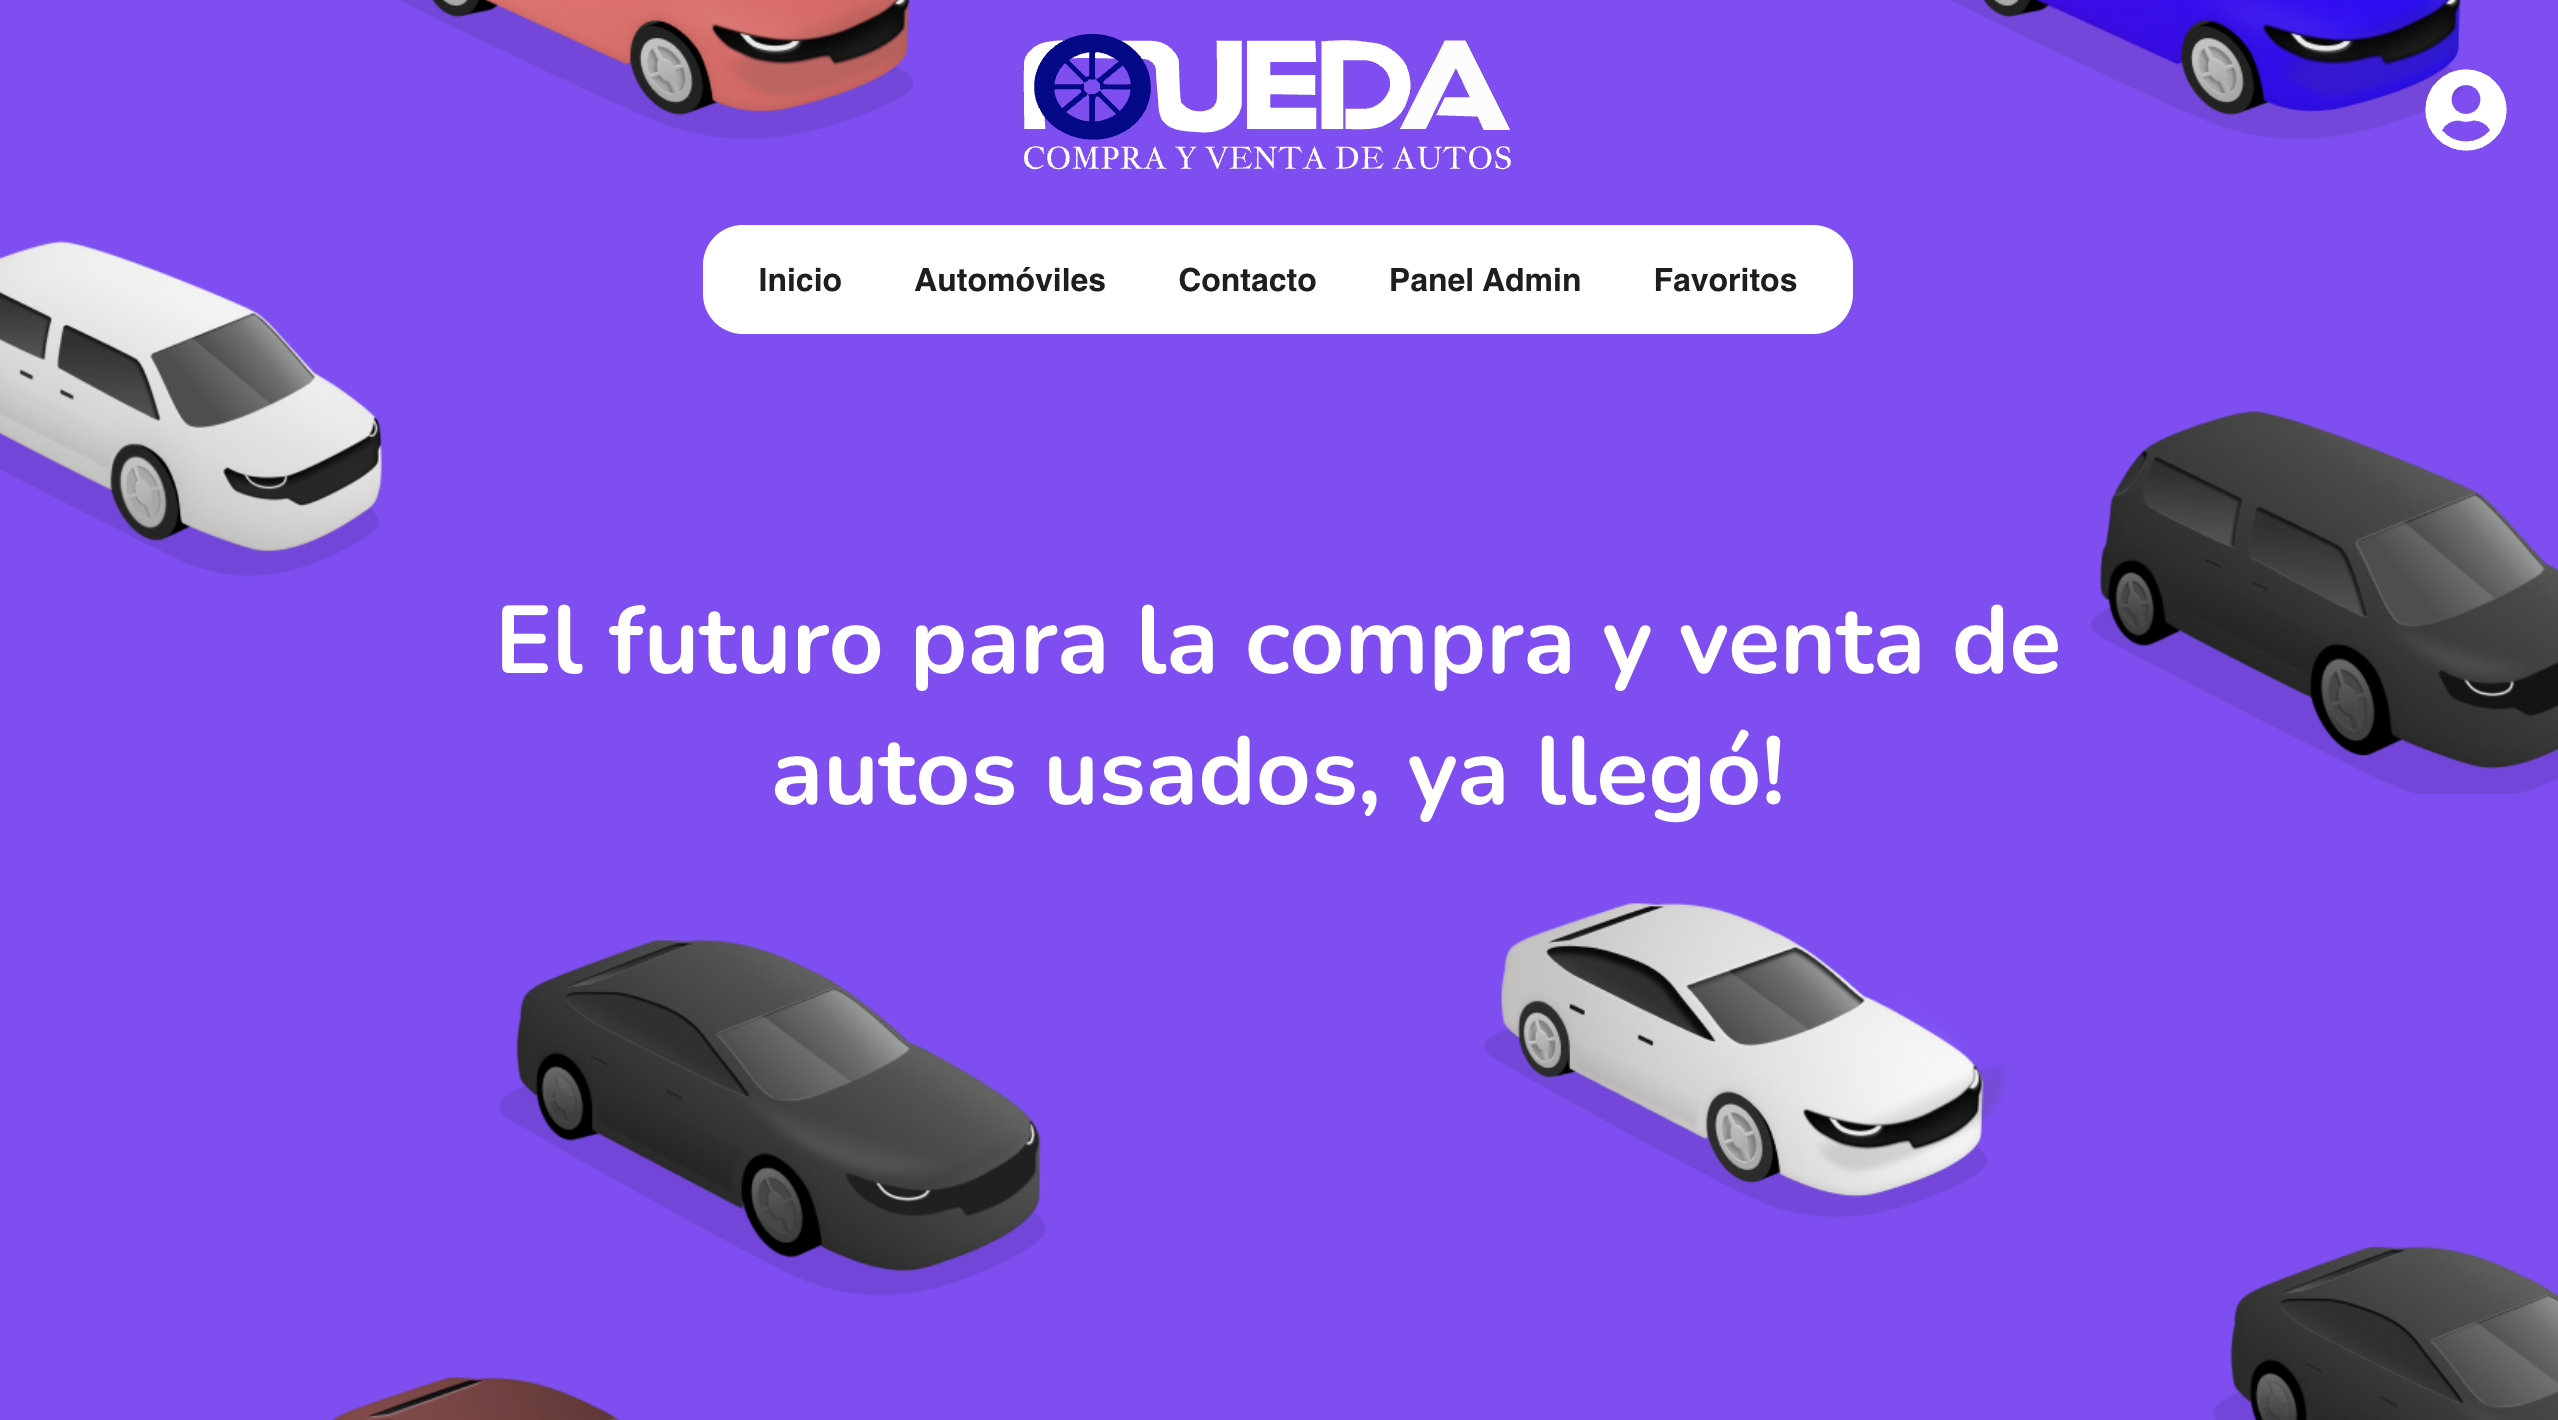 RUEDA
COMPRA Y VENTA DE AUTOS
Inicio Automóviles Contacto Panel Admin Favoritos
El futuro para la compra y venta de
autos usados, ya llegó!